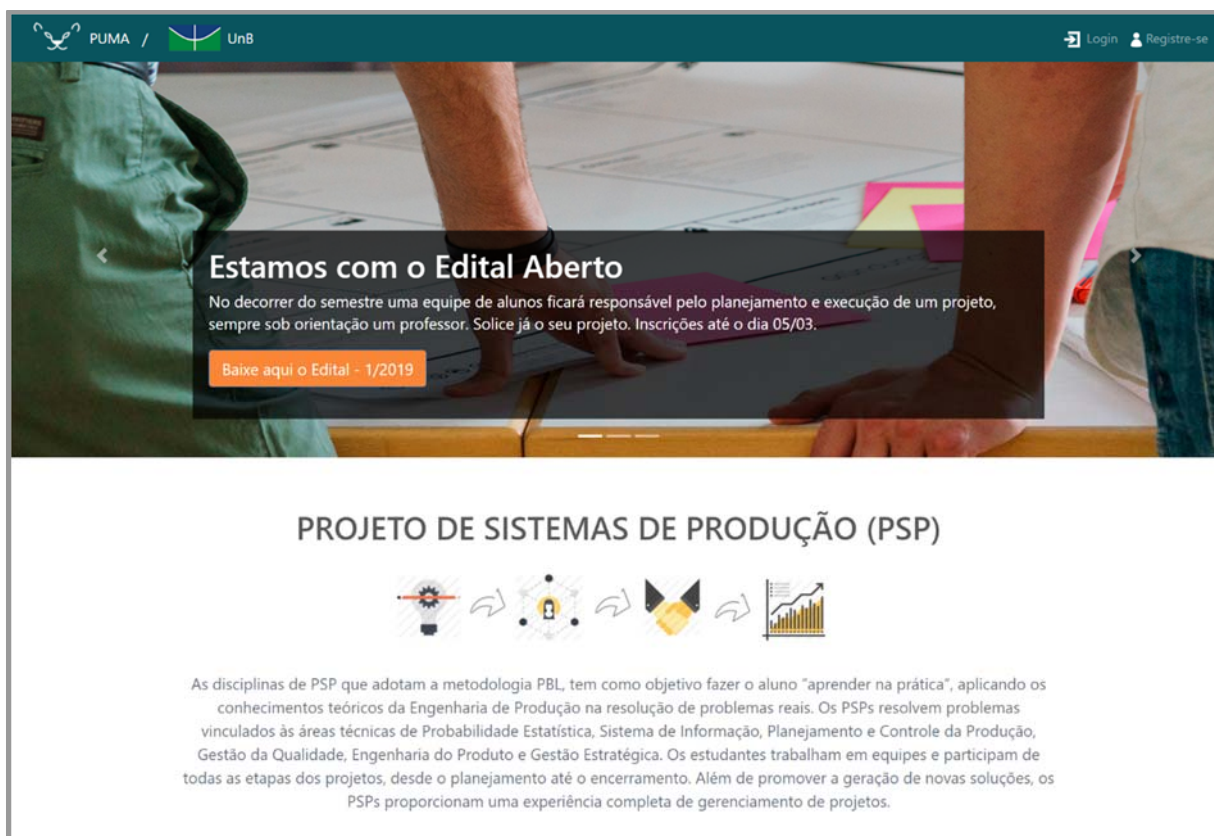 PUMA / UnB
Login Registre-se
Estamos com o Edital Aberto
No decorrer do semestre uma equipe de alunos ficará responsável pelo planejamento e execução de um projeto,
sempre sob orientação um professor. Solice já o seu projeto. Inscrições até o dia 05/03.
Baixe aqui o Edital - 1/2019
PROJETO DE SISTEMAS DE PRODUÇÃO (PSP)
As disciplinas de PSP que adotam a metodologia PBL, tem como objetivo fazer o aluno "aprender na prática", aplicando os
conhecimentos teóricos da Engenharia de Produção na resolução de problemas reais. Os PSPs resolvem problemas
vinculados às áreas técnicas de Probabilidade Estatística, Sistema de Informação, Planejamento e Controle da Produção,
Gestão da Qualidade, Engenharia do Produto e Gestão Estratégica. Os estudantes trabalham em equipes e participam de
todas as etapas dos projetos, desde o planejamento até o encerramento. Além de promover a geração de novas soluções, os
PSPs proporcionam uma experiência completa de gerenciamento de projetos.